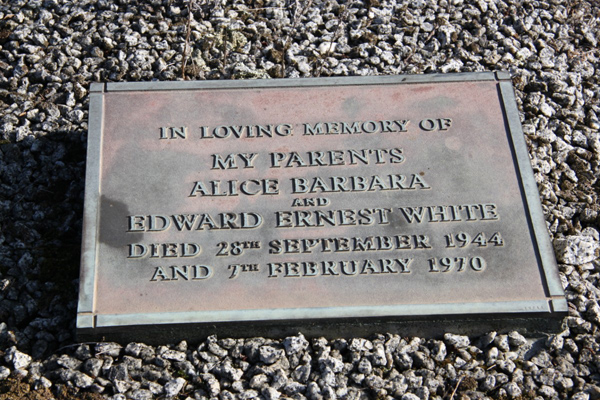 IN LOVING MEMORY OF
MY PARENTS
ALICE BARBARA
AND
EDWARD ERNEST WHITE
DIED 28TH SEPTEMBER 1944
AND 7TH FEBRUARY 1970